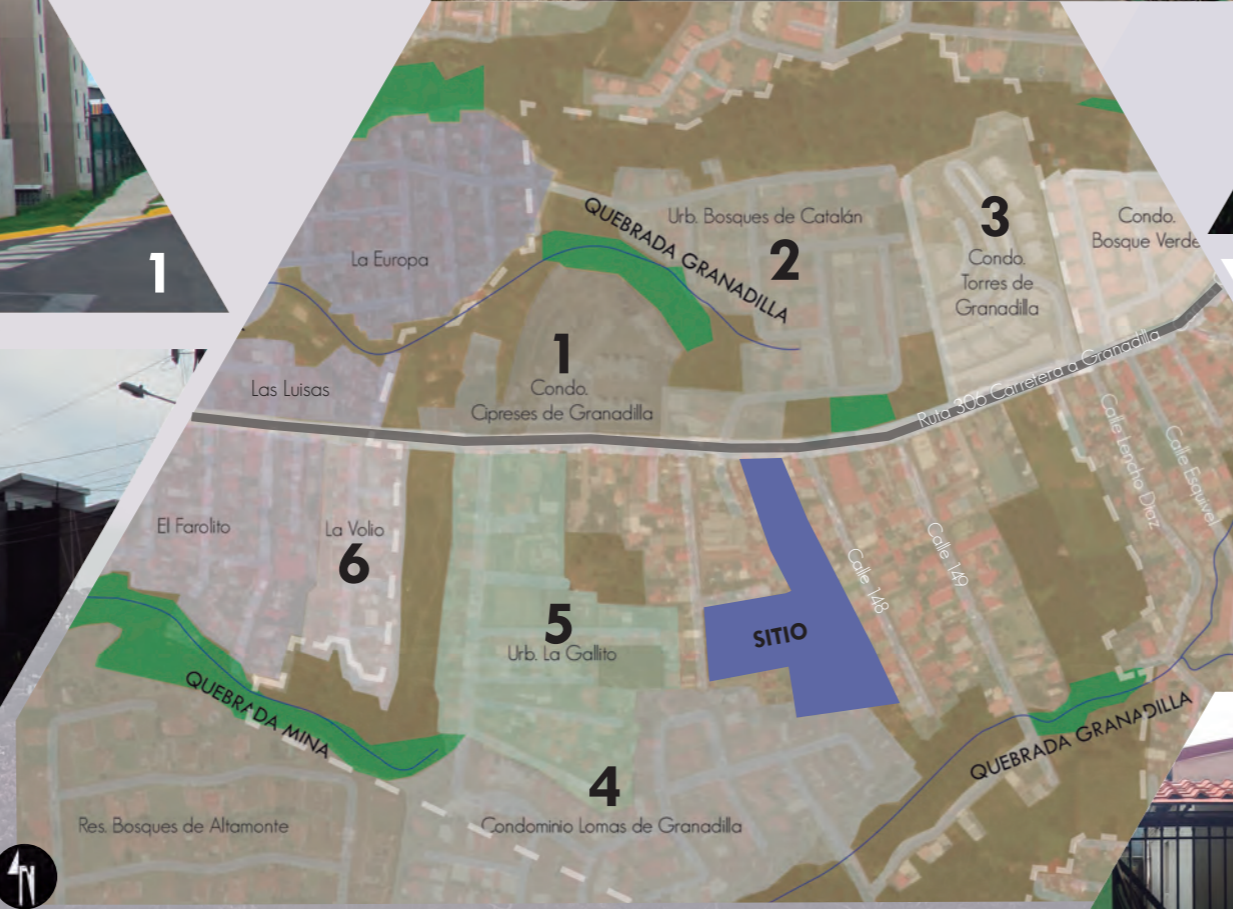 1
QUEBRADA GRANADILLA
Urb. Bosques de Catalán
2
3
Condo.
Torres de
Granadilla
Condo.
Bosque Verde
La Europa
1
Condo.
Cipreses de Granadilla
Las Luisas
Ruta 306 Carretera a Granadilla
Calle Jencho Díaz
Calle Esquivel
El Farolito
La Volio
6
5
Urb. La Gallito
SITIO
Calle 148
Calle 149
QUEBRADA MINA
QUEBRADA GRANADILLA
4
Condominio Lomas de Granadilla
Res. Bosques de Altamonte
N